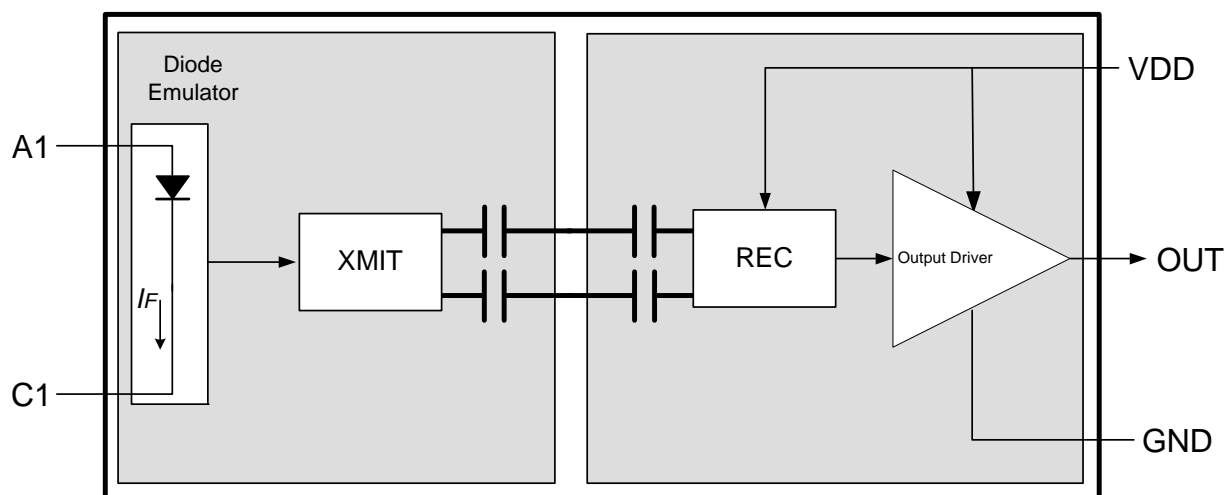 Diode
Emulator
A1
IF
C1
XMIT
REC
Output Driver
VDD
OUT
GND